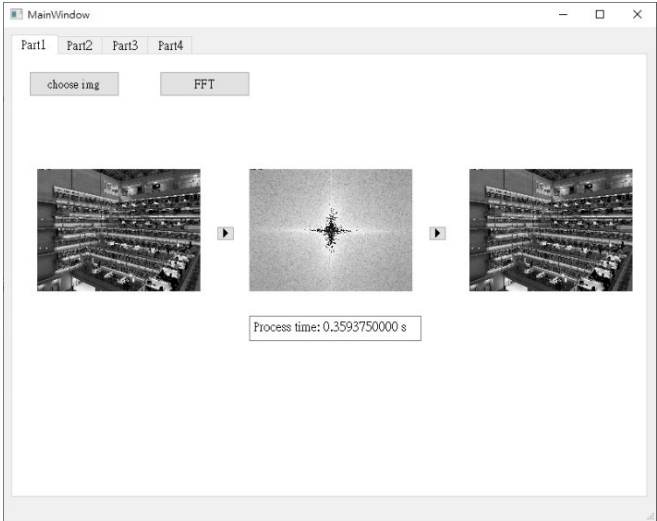 MainWindow
Part1 Part2 Part3 Part4
choose img FFT
Process time: 0.3593750000 s